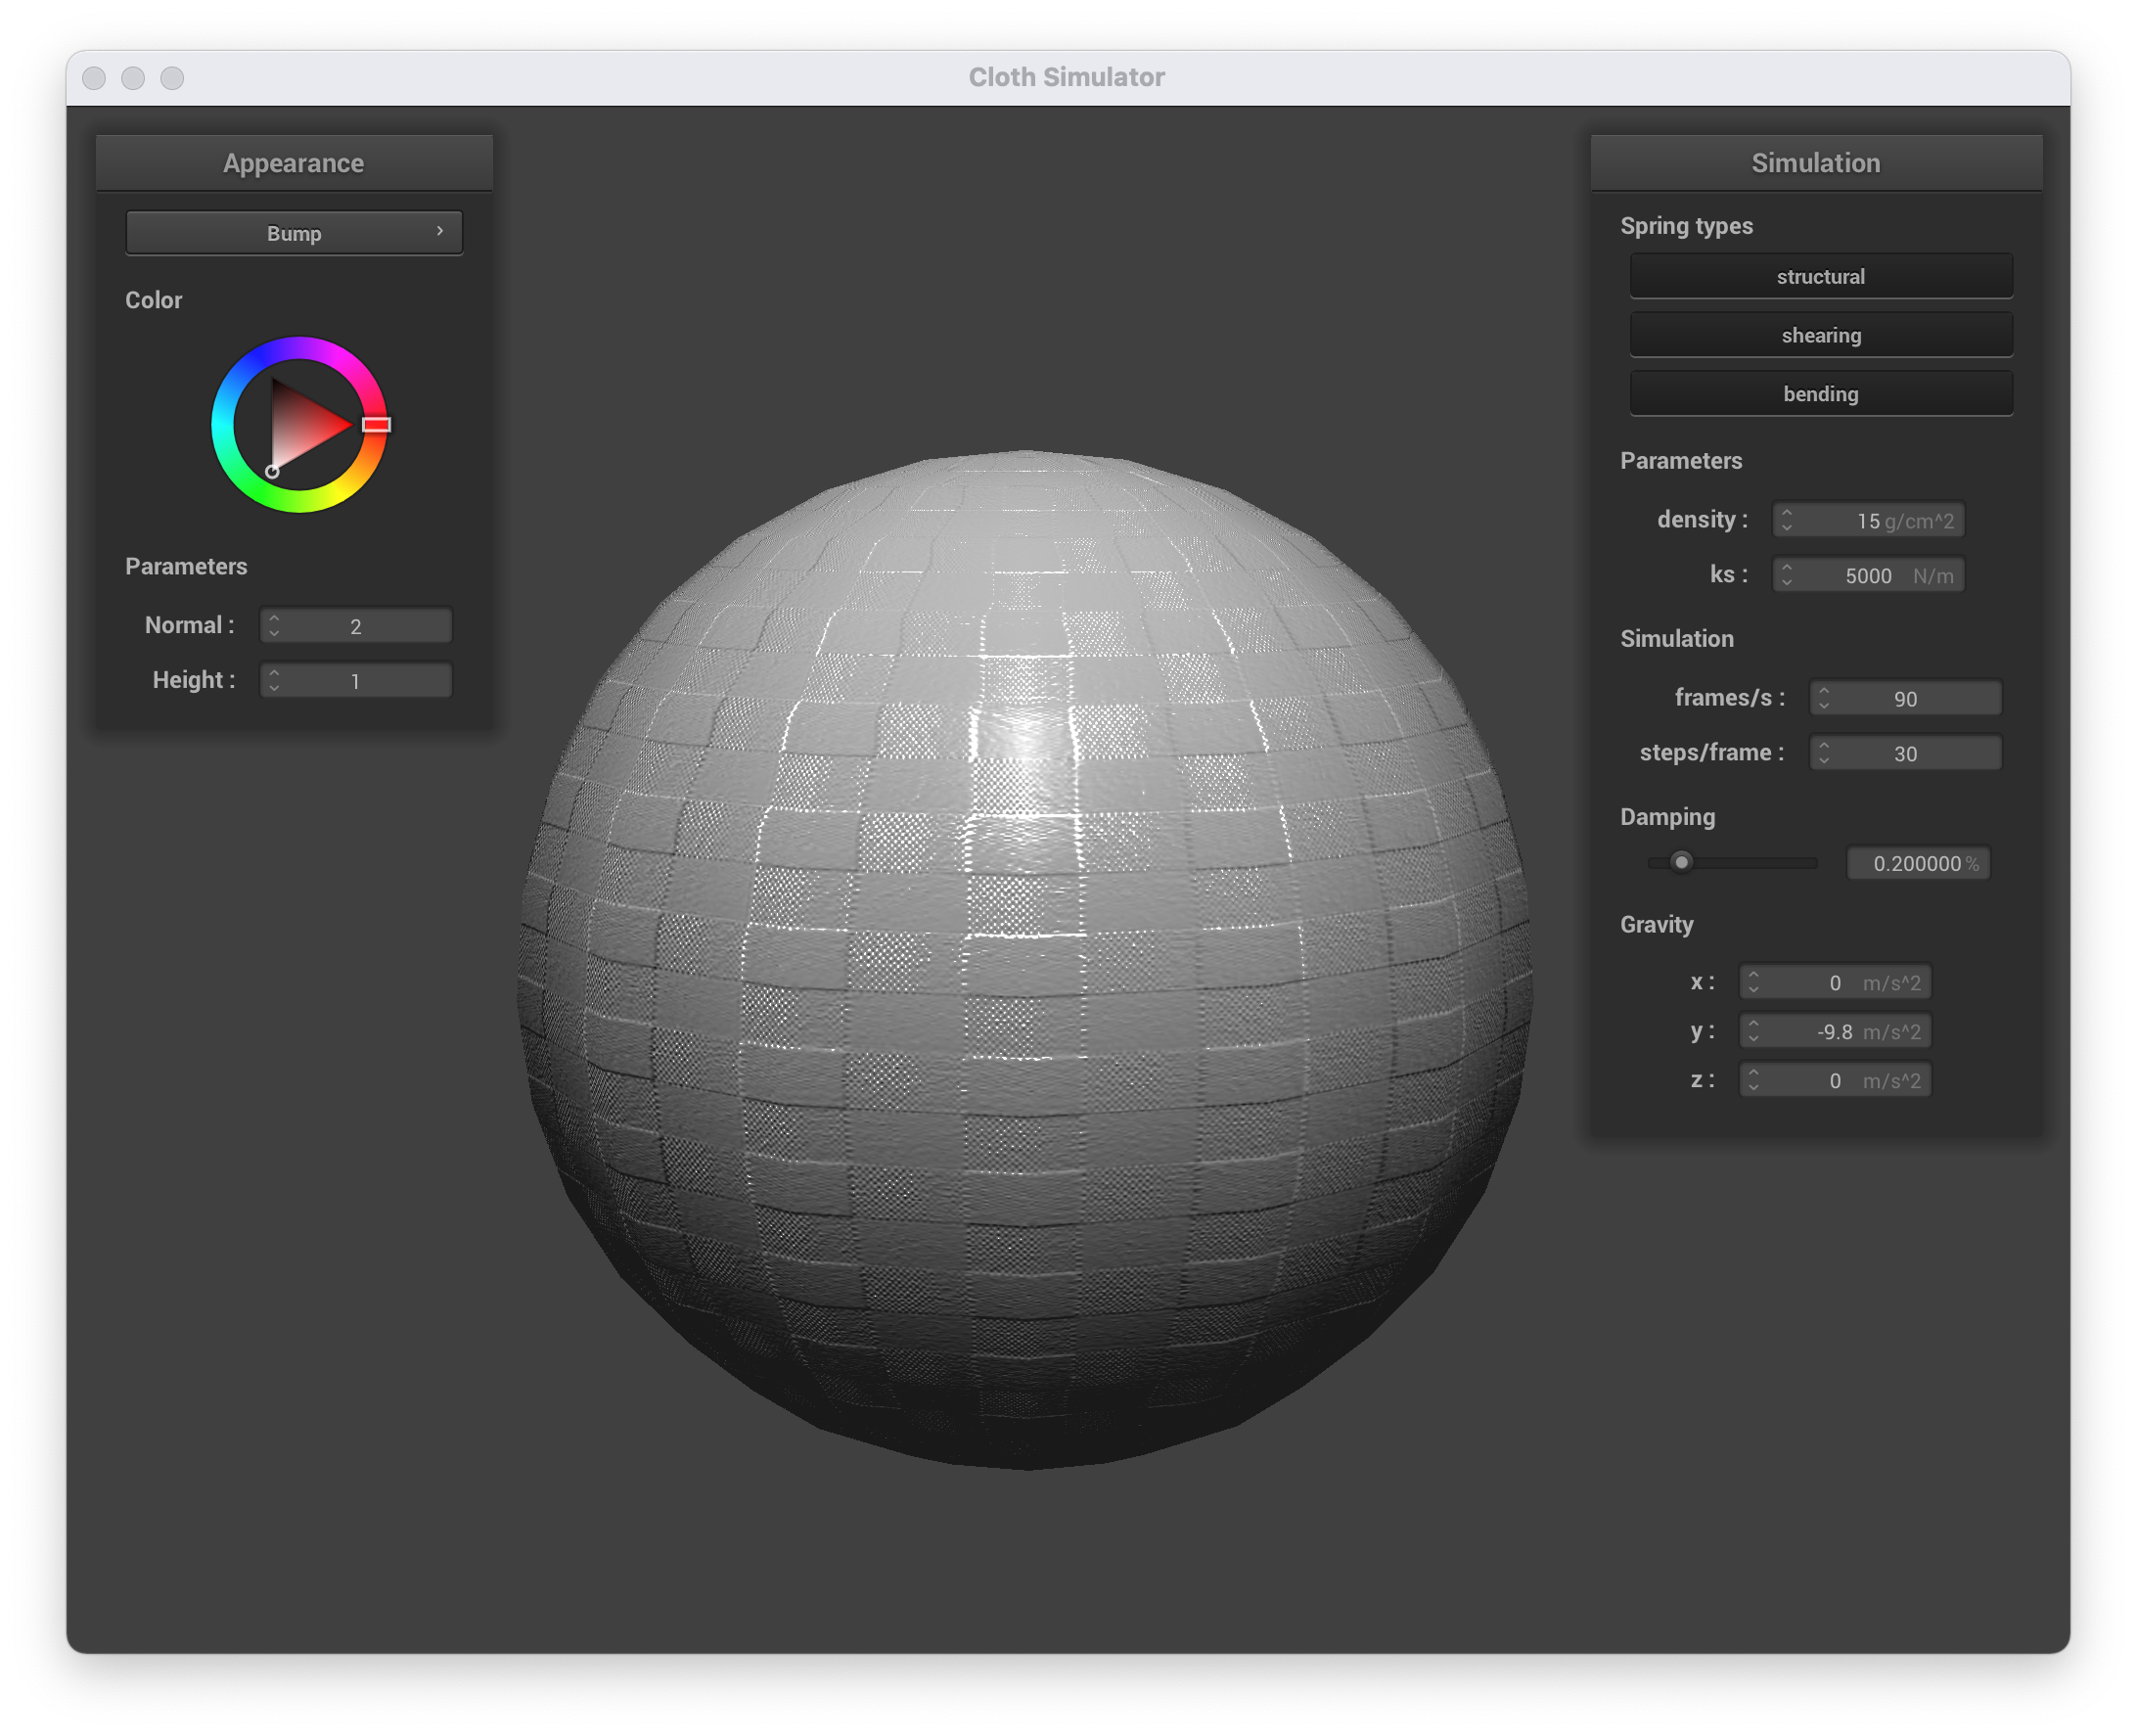 Cloth Simulator
Appearance
Bump
Color
Parameters
Normal : 2
Height : 1
Simulation
Spring types
structural
shearing
bending
Parameters
density : 15 g/cm^2
ks : 5000 N/m
Simulation
frames/s : 90
steps/frame : 30
Damping
0.200000 %
Gravity
x : 0 m/s^2
y : -9.8 m/s^2
z : 0 m/s^2